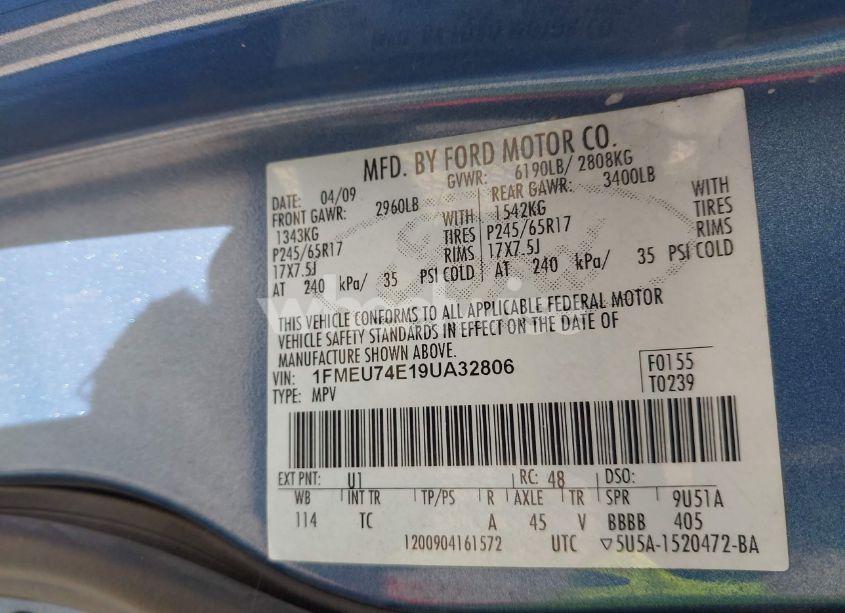 MFD. BY FORD MOTOR CO.
DATE: 04/09 GVWR: 6190LB/ 2808KG
FRONT GAWR: 2960LB REAR GAWR: 3400LB
1343KG WITH 1542KG WITH
P245/65R17 TIRES P245/65R17 TIRES
17X7.5J RIMS 17X7.5J RIMS
AT 240 kPa/ 35 PSI COLD AT 240 kPa/ 35 PSI COLD
THIS VEHICLE CONFORMS TO ALL APPLICABLE FEDERAL MOTOR
VEHICLE SAFETY STANDARDS IN EFFECT ON THE DATE OF
MANUFACTURE SHOWN ABOVE.
VIN: 1FMEU74E19UA32806 F0155
TYPE: MPV T0239
EXT PNT: U1 RC: 48 DSO:
WB INT TR TP/PS R AXLE TR SPR 9U51A
114 TC A 45 V BBBB 405
1200904161572 UTC ▽5U5A-1520472-BA